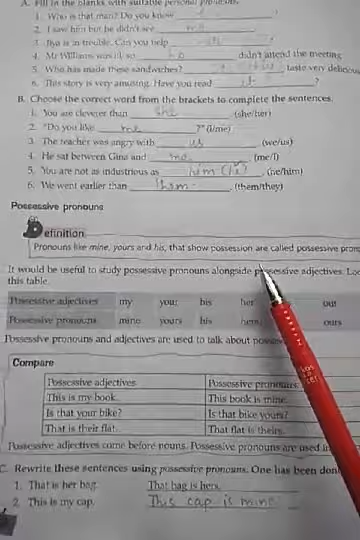 A. Fill in the blanks with suitable personal pronouns.
1. Who is that man? Do you know ?
2. I saw him but he didn't see me
3. Jiya is in trouble. Can you help ?
4. Mr Williams was ill, so he didn't attend the meeting
5. Who has made these sandwiches? taste very delicious
6. This story is very amusing. Have you read it ?
B. Choose the correct word from the brackets to complete the sentences.
1. You are cleverer than she (she/her)
2. "Do you like me ?" (I/me)
3. The teacher was angry with us (we/us)
4. He sat between Gina and me (me/I)
5. You are not as industrious as him (he) (he/him)
6. We went earlier than them (them/they)
Possessive pronouns
Definition
Pronouns like mine, yours and his, that show possession are called possessive pron
It would be useful to study possessive pronouns alongside possessive adjectives. Loo
this table.
Possessive adjectives my your his her our
Possessive pronouns mine yours his hers ours
Possessive pronouns and adjectives are used to talk about posses
Compare
Possessive adjectives Possessive pronouns
This is my book. This book is mine.
Is that your bike? Is that bike yours?
That is their flat. That flat is theirs.
Possessive adjectives come before nouns. Possessive pronouns are used in
C. Rewrite these sentences using possessive pronouns. One has been don
1. That is her bag. That bag is hers.
2. This is my cap. This cap is mine